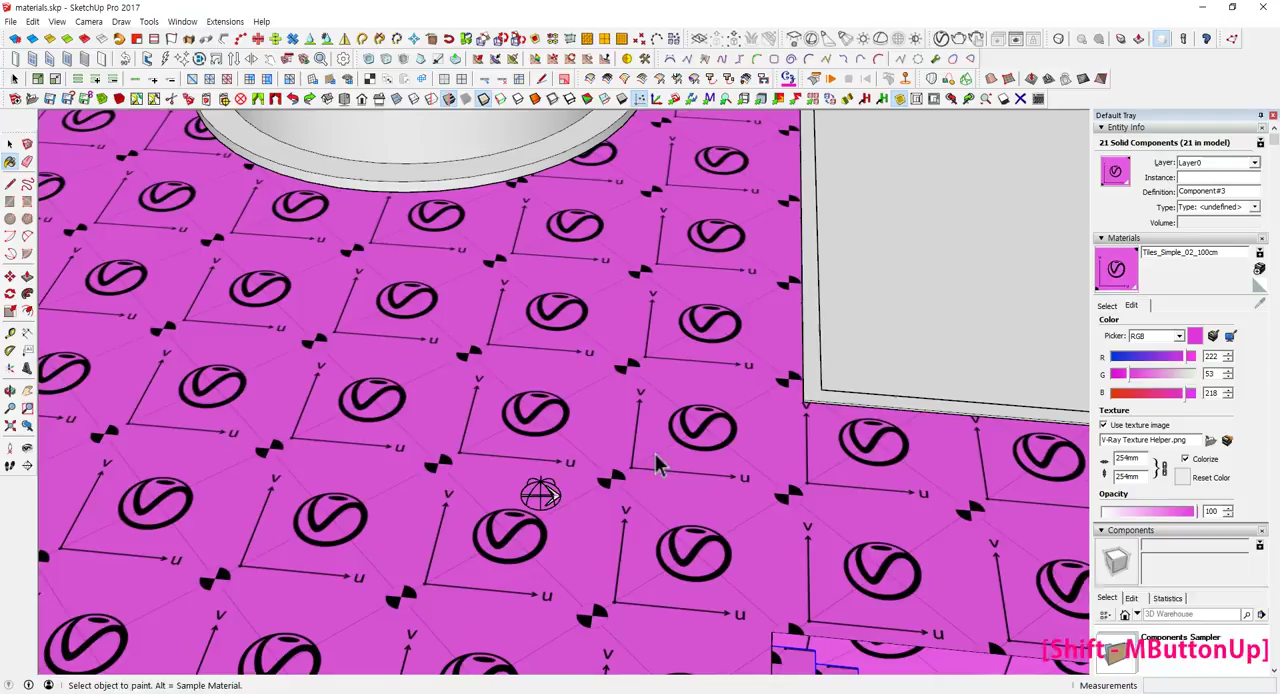 materials.skp - SketchUp Pro 2017
File Edit View Camera Draw Tools Window Extensions Help
Default Tray
Entity Info
21 Solid Components (21 in model)
Layer: Layer0
Instance:
Definition: Component#3
Type: Type: <undefined>
Volume:
Materials
Tiles_Simple_02_100cm
Select Edit
Color
Picker: RGB
R 222
G 53
B 218
Texture
Use texture image
V-Ray Texture Helper.png
254mm Colorize
254mm Reset Color
Opacity
100
Components
Select Edit Statistics
3D Warehouse
Components Sampler
[Shift - MButtonUp]
Select object to paint. Alt = Sample Material.
Measurements